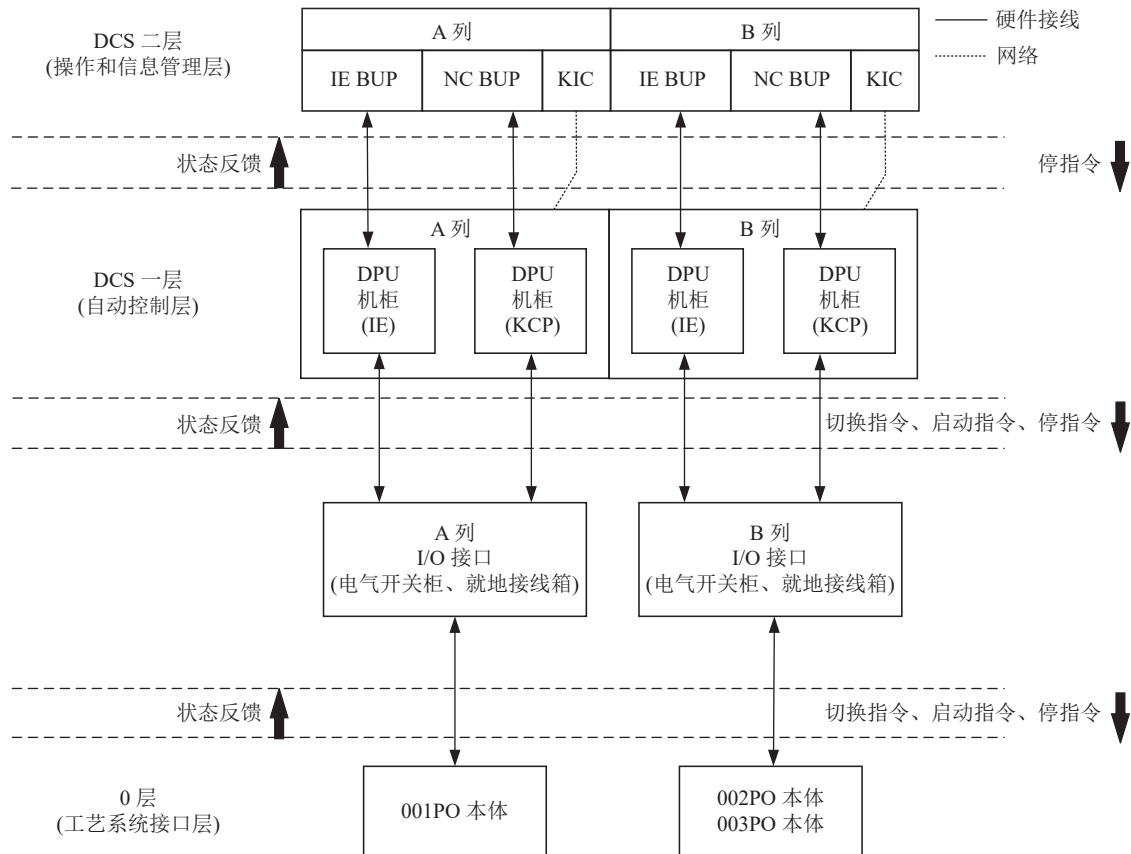 DCS 二层
(操作和信息管理层)
A 列
B 列
IE BUP
NC BUP
KIC
IE BUP
NC BUP
KIC
硬件接线
网络
状态反馈
停指令
DCS 一层
(自动控制层)
A 列
B 列
DPU
机柜
(IE)
DPU
机柜
(KCP)
DPU
机柜
(IE)
DPU
机柜
(KCP)
状态反馈
切换指令、启动指令、停指令
A 列
I/O 接口
(电气开关柜、就地接线箱)
B 列
I/O 接口
(电气开关柜、就地接线箱)
状态反馈
切换指令、启动指令、停指令
0 层
(工艺系统接口层)
001PO 本体
002PO 本体
003PO 本体